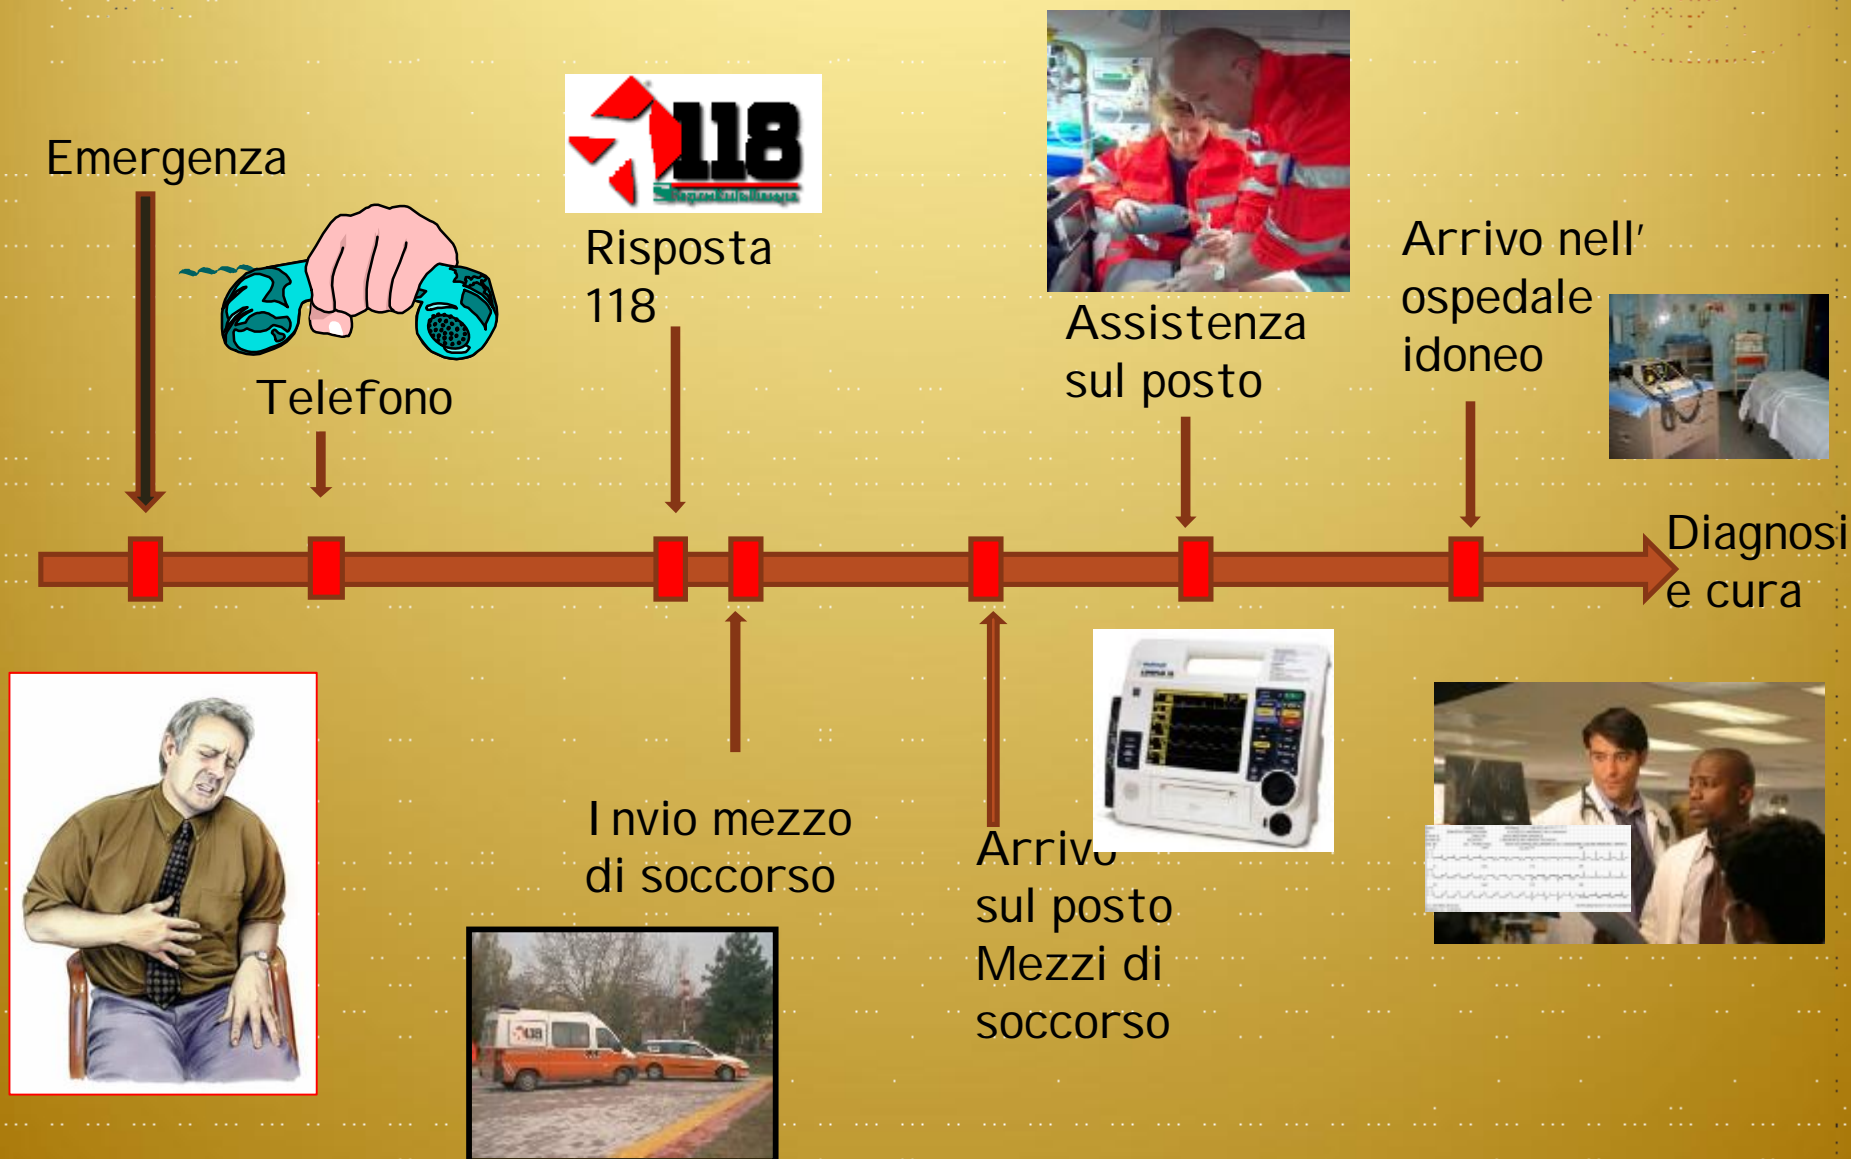 Emergenza
Telefono
118
Risposta
118
Invio mezzo
di soccorso
Arrivo
sul posto
Mezzi di
soccorso
Assistenza
sul posto
Arrivo nell'
ospedale
idoneo
Diagnosi
e cura
118